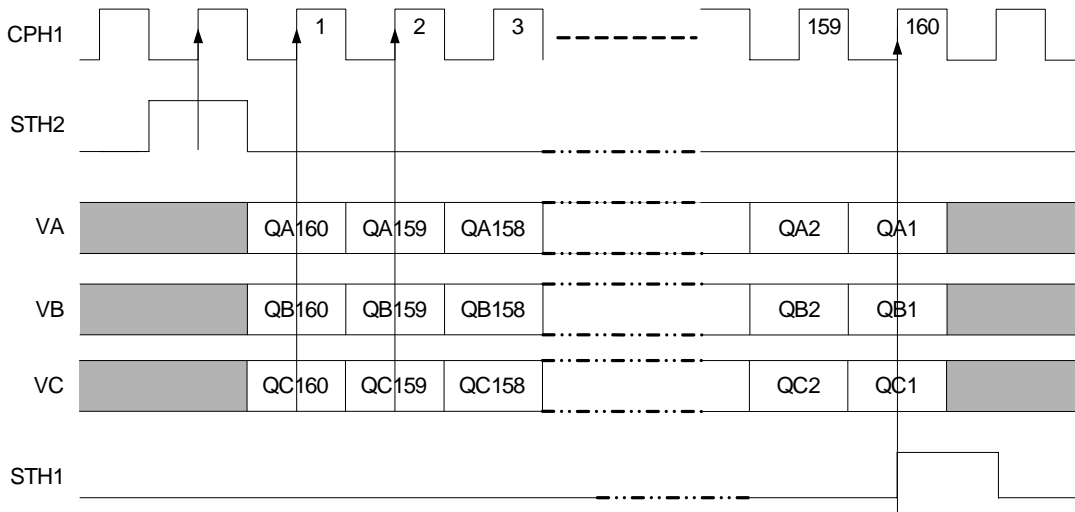 CPH1 1 2 3 159 160
STH2
VA QA160 QA159 QA158 QA2 QA1
VB QB160 QB159 QB158 QB2 QB1
VC QC160 QC159 QC158 QC2 QC1
STH1